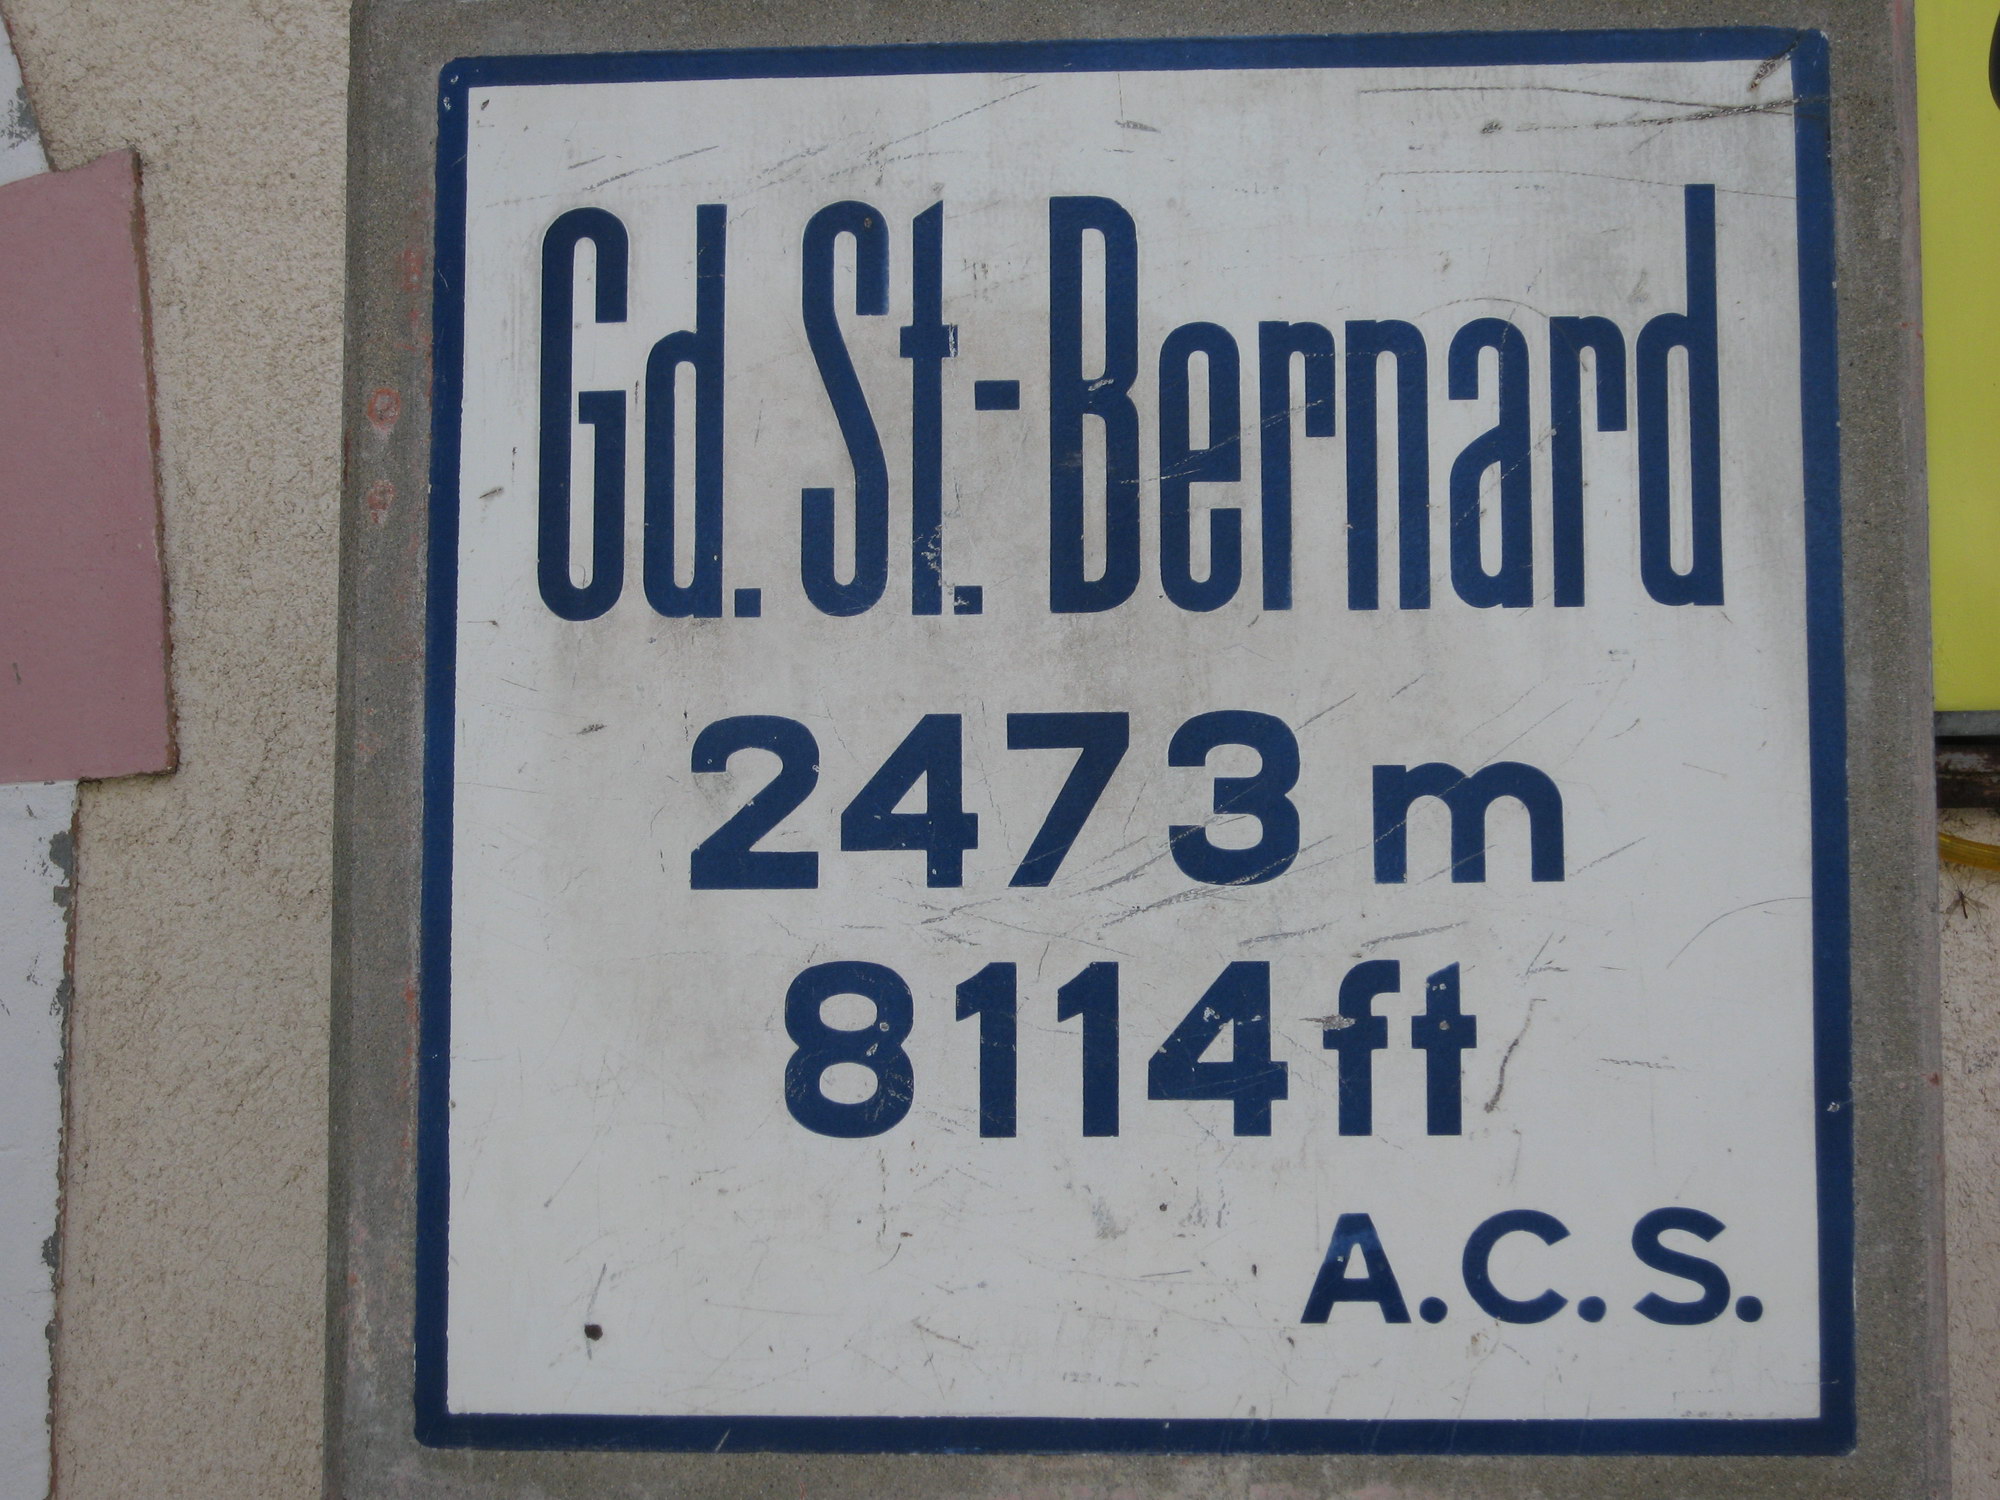 Gd. St.-Bernard
2473 m
8114 ft
A.C.S.